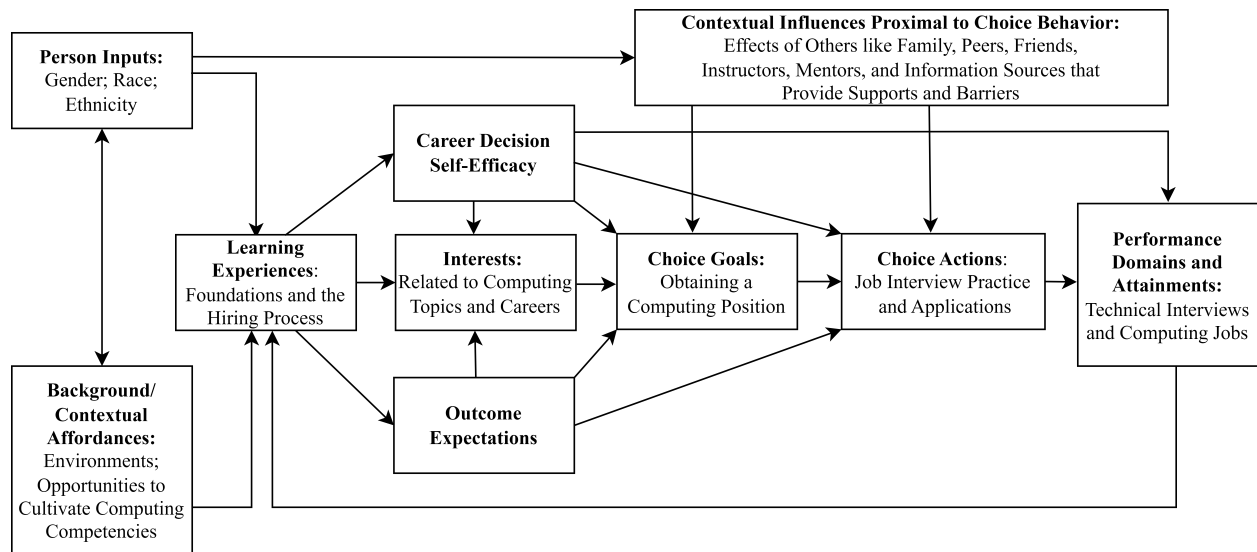 Contextual Influences Proximal to Choice Behavior:
Effects of Others like Family, Peers, Friends,
Instructors, Mentors, and Information Sources that
Provide Supports and Barriers
Person Inputs:
Gender; Race;
Ethnicity
Career Decision
Self-Efficacy
Learning
Experiences:
Foundations and the
Hiring Process
Interests:
Related to Computing
Topics and Careers
Choice Goals:
Obtaining a
Computing Position
Choice Actions:
Job Interview Practice
and Applications
Performance
Domains and
Attainments:
Technical Interviews
and Computing Jobs
Background/
Contextual
Affordances:
Environments;
Opportunities to
Cultivate Computing
Competencies
Outcome
Expectations